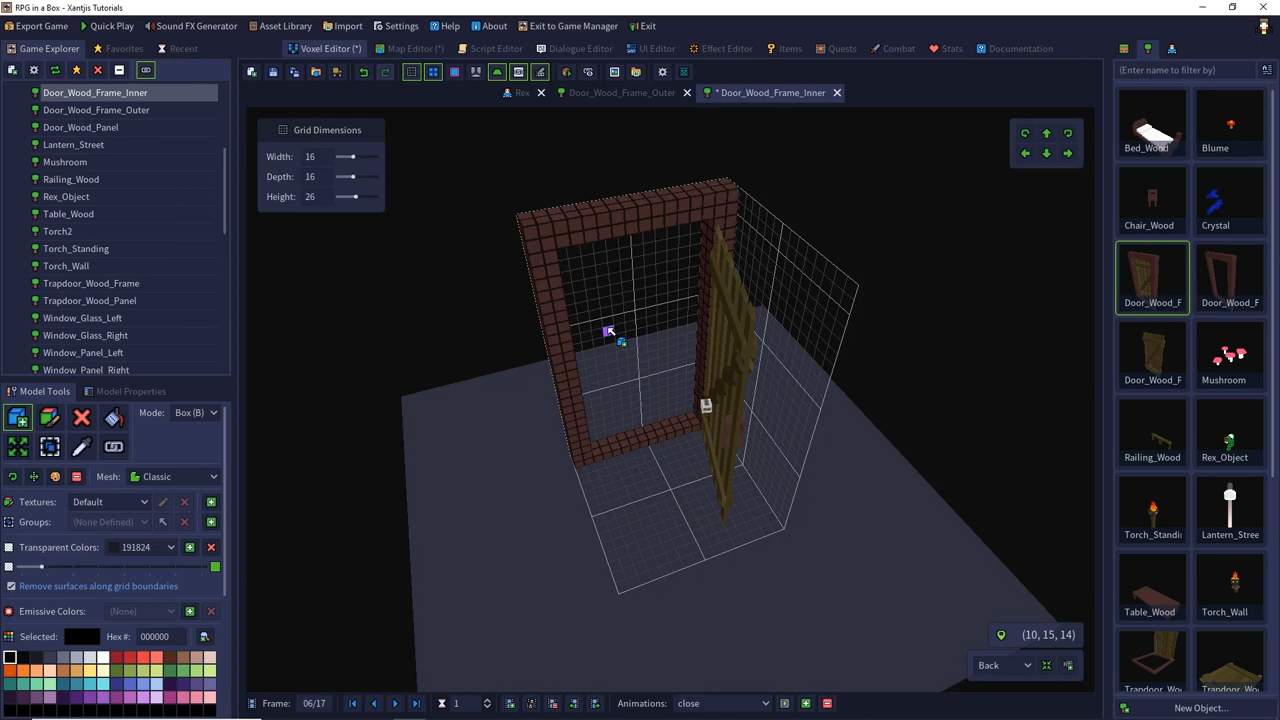 RPG in a Box - Xantjis Tutorials
Export Game Quick Play Sound FX Generator Asset Library Import Settings Help About Exit to Game Manager Exit
Game Explorer Favorites Recent Voxel Editor (*) Map Editor (*) Script Editor Dialogue Editor UI Editor Effect Editor Items Quests Combat Stats Documentation
(Enter name to filter by)
Rex Door_Wood_Frame_Outer * Door_Wood_Frame_Inner
Door_Wood_Frame_Inner
Door_Wood_Frame_Outer
Door_Wood_Panel
Lantern_Street
Mushroom
Railing_Wood
Rex_Object
Table_Wood
Torch2
Torch_Standing
Torch_Wall
Trapdoor_Wood_Frame
Trapdoor_Wood_Panel
Window_Glass_Left
Window_Glass_Right
Window_Panel_Left
Window_Panel_Right
Grid Dimensions
Width: 16
Depth: 16
Height: 26
Model Tools Model Properties
Mode: Box (B)
Mesh: Classic
Textures: Default
Groups: (None Defined)
Transparent Colors: 191824
Remove surfaces along grid boundaries
Emissive Colors: (None)
Selected: Hex #: 000000
(10, 15, 14)
Back
Frame: 06/17 1 Animations: close
Bed_Wood Blume
Chair_Wood Crystal
Door_Wood_F Door_Wood_F
Door_Wood_F Mushroom
Railing_Wood Rex_Object
Torch_Standi Lantern_Stree
Table_Wood Torch_Wall
Trapdoor_Wo Trapdoor_Wo
New Object...